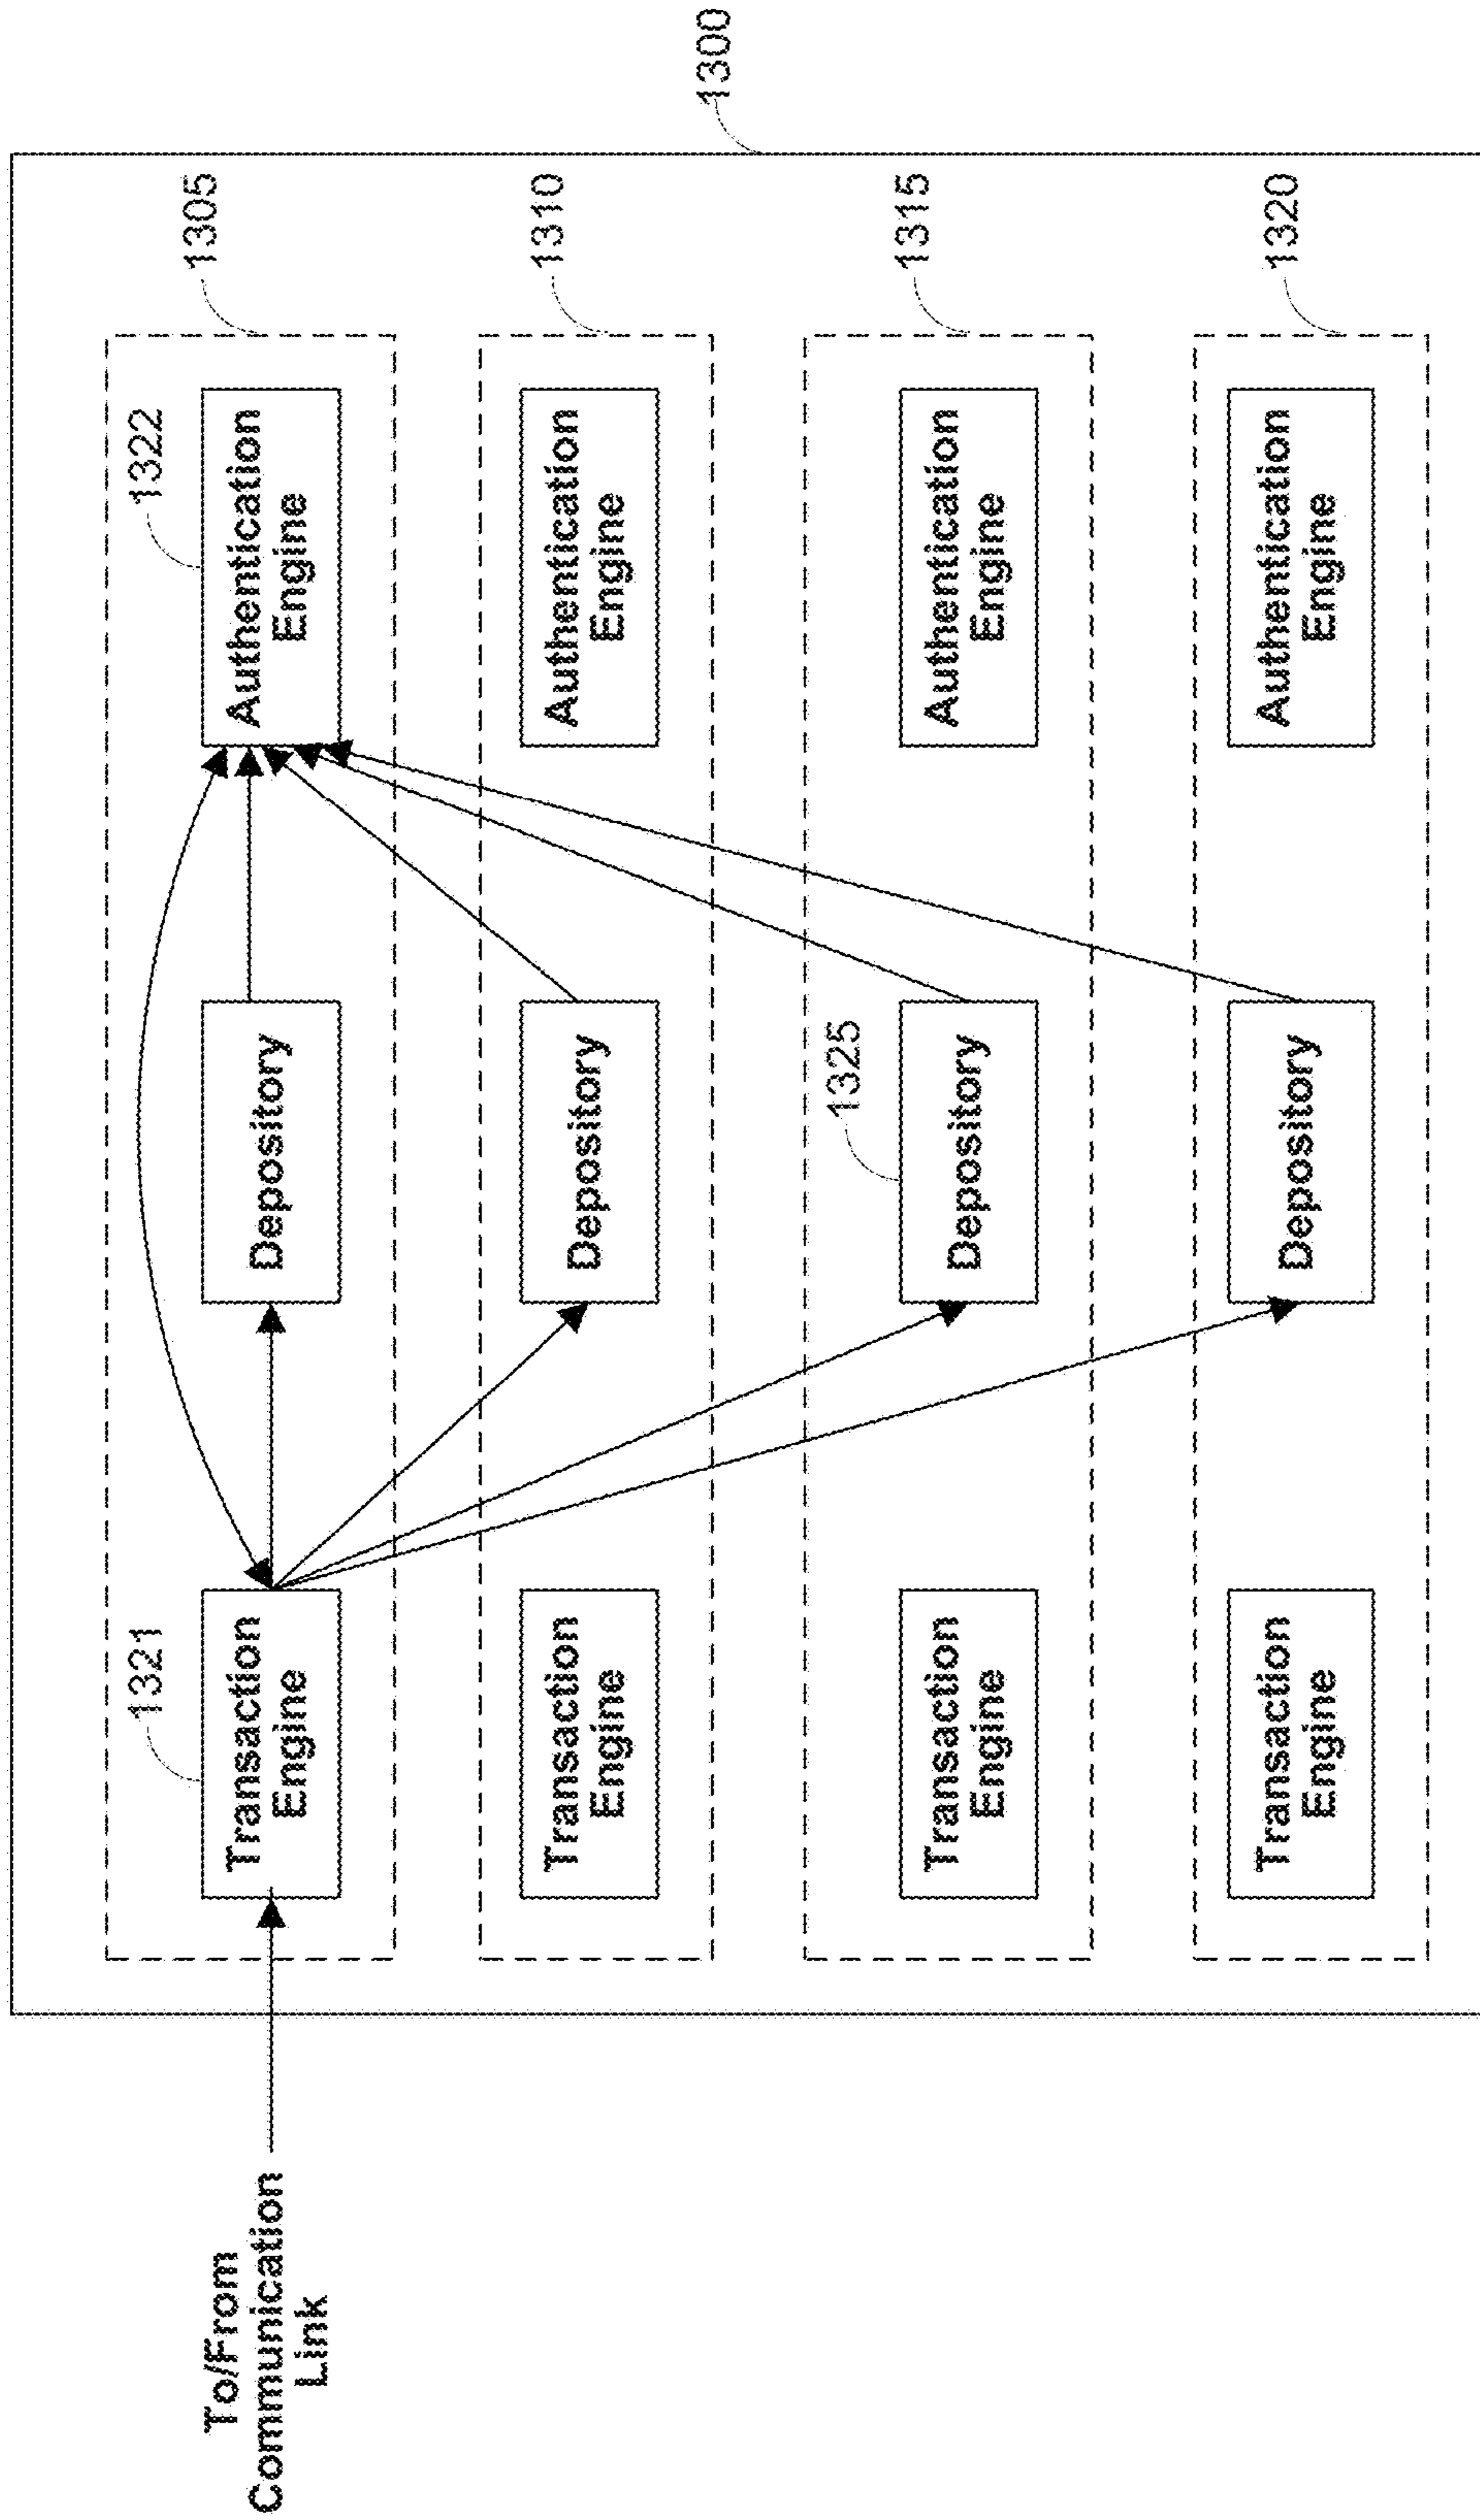 1300
1305
1322
Transaction
Engine
1321
Depository
Authentication
Engine
To/From
Communication
Link
1310
Transaction
Engine
Depository
Authentication
Engine
1315
1325
Transaction
Engine
Depository
Authentication
Engine
1320
Transaction
Engine
Depository
Authentication
Engine